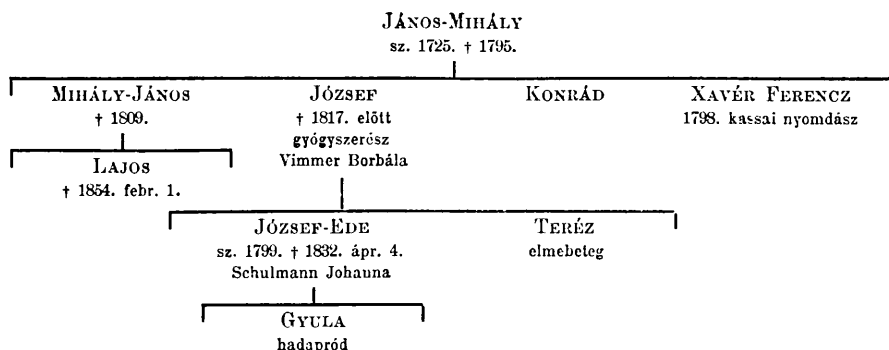 JÁNOS-MIHÁLY
sz. 1725. † 1795.
MIHÁLY-JÁNOS JÓZSEF KONRÁD XAVÉR FERENCZ
† 1809. † 1817. előtt 1798. kassai nyomdász
gyógyszerész
Vimmer Borbála
LAJOS
† 1854. febr. 1.
JÓZSEF-EDE TERÉZ
sz. 1799. † 1832. ápr. 4. elmebeteg
Schulmann Johauna
GYULA
hadapród